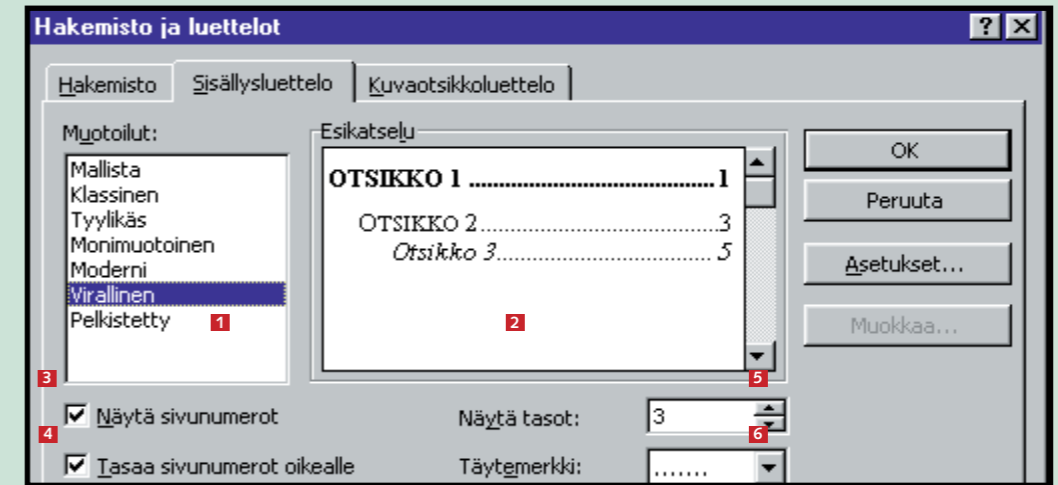 Hakemisto ja luettelot
Hakemisto Sisällysluettelo Kuvaotsikkoluettelo
Muotoilut:
Mallista
Klassinen
Tyylikäs
Monimuotoinen
Moderni
Virallinen
Pelkistetty
1
Esikatselu
OTSIKKO 1 ............................................ 1
OTSIKKO 2............................................3
Otsikko 3....................................... 5
2
OK
Peruuta
Asetukset...
Muokkaa...
3
Näytä sivunumerot
4
Tasaa sivunumerot oikealle
5
Näytä tasot: 3
6
Täytemerkki: .......